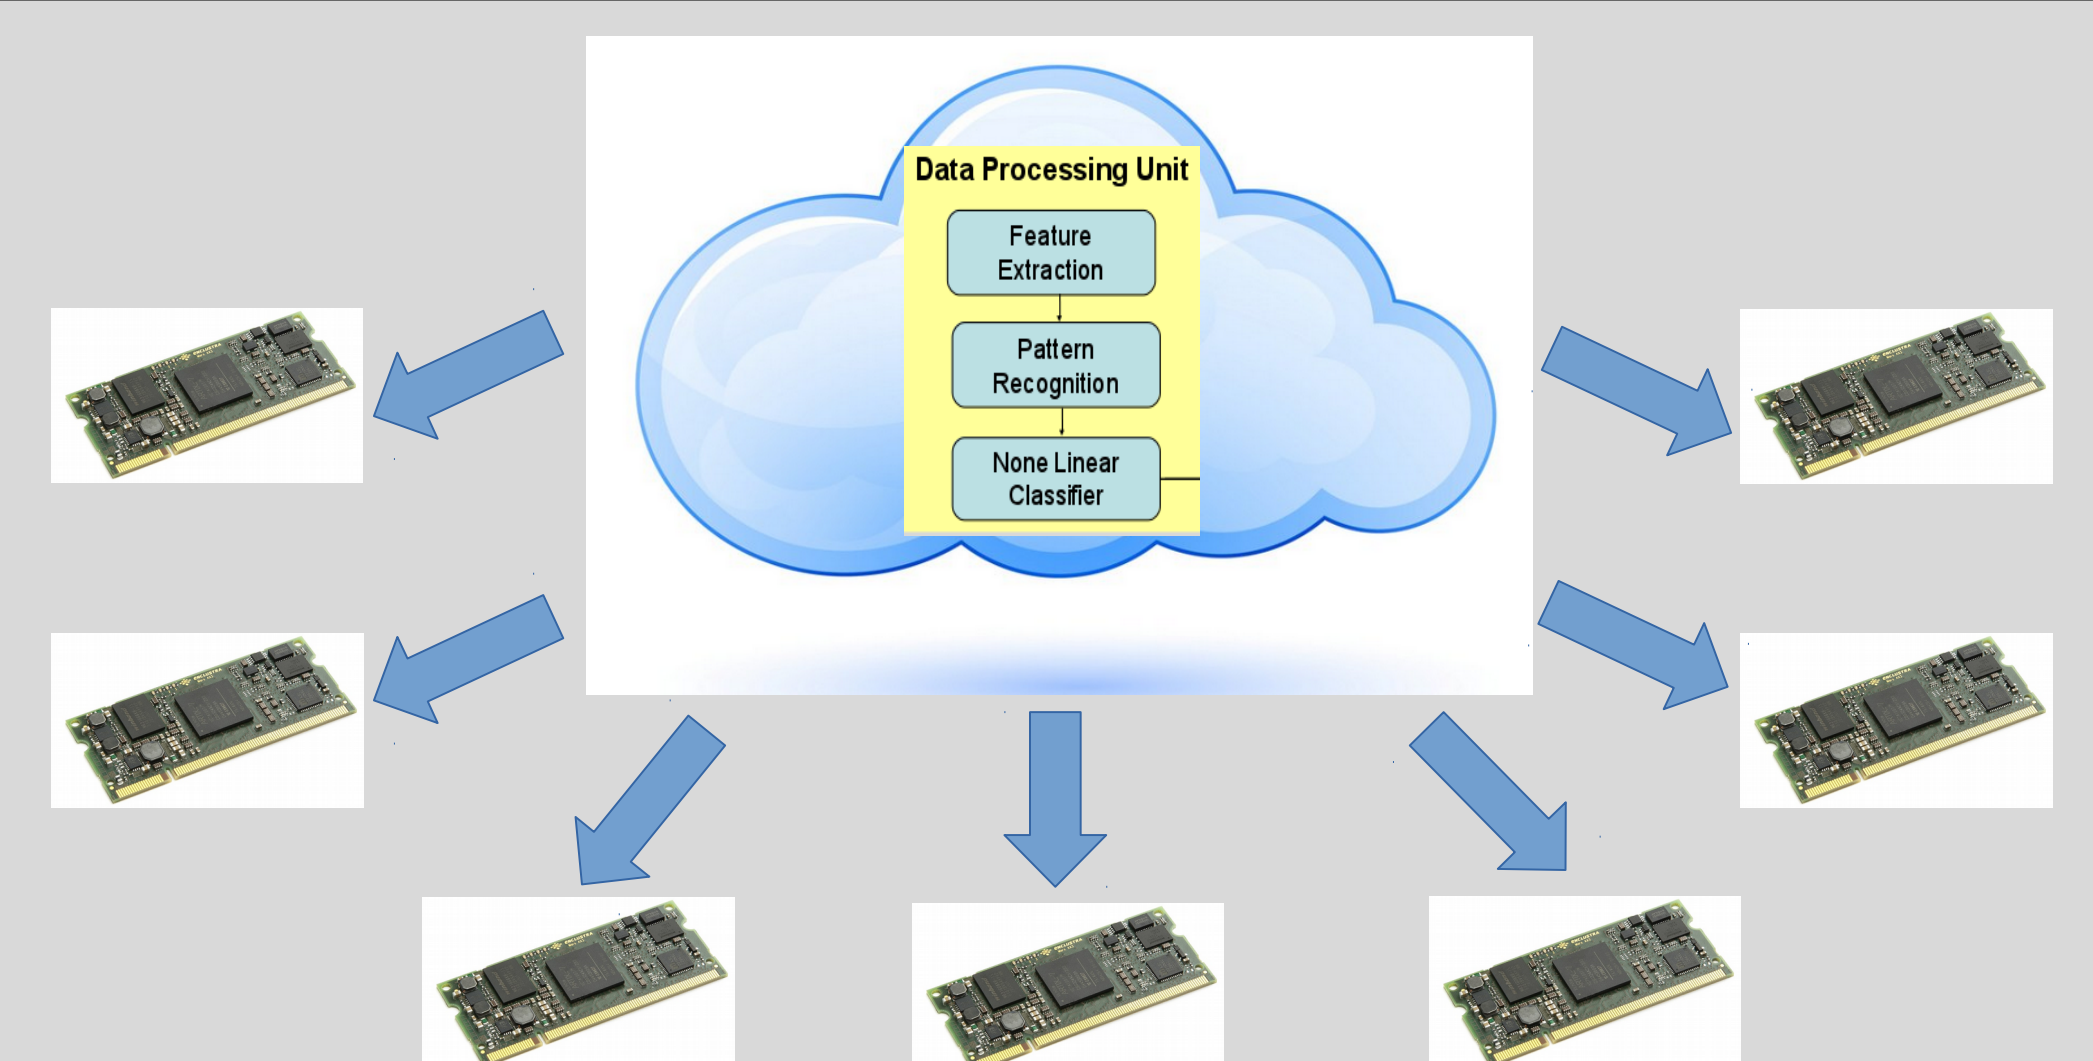 Data Processing Unit
Feature
Extraction
Pattern
Recognition
None Linear
Classifier